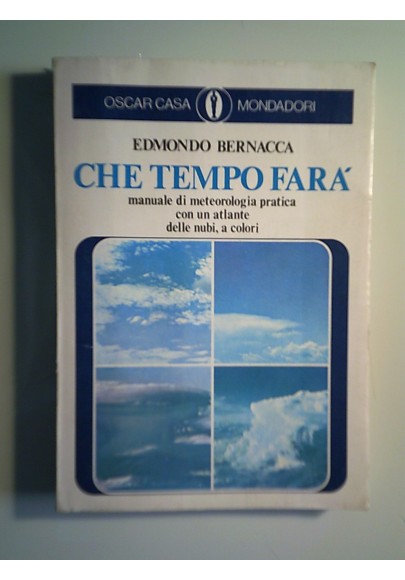 OSCAR CASA MONDADORI
EDMONDO BERNACCA
CHE TEMPO FARÁ
manuale di meteorologia pratica
con un atlante
delle nubi, a colori